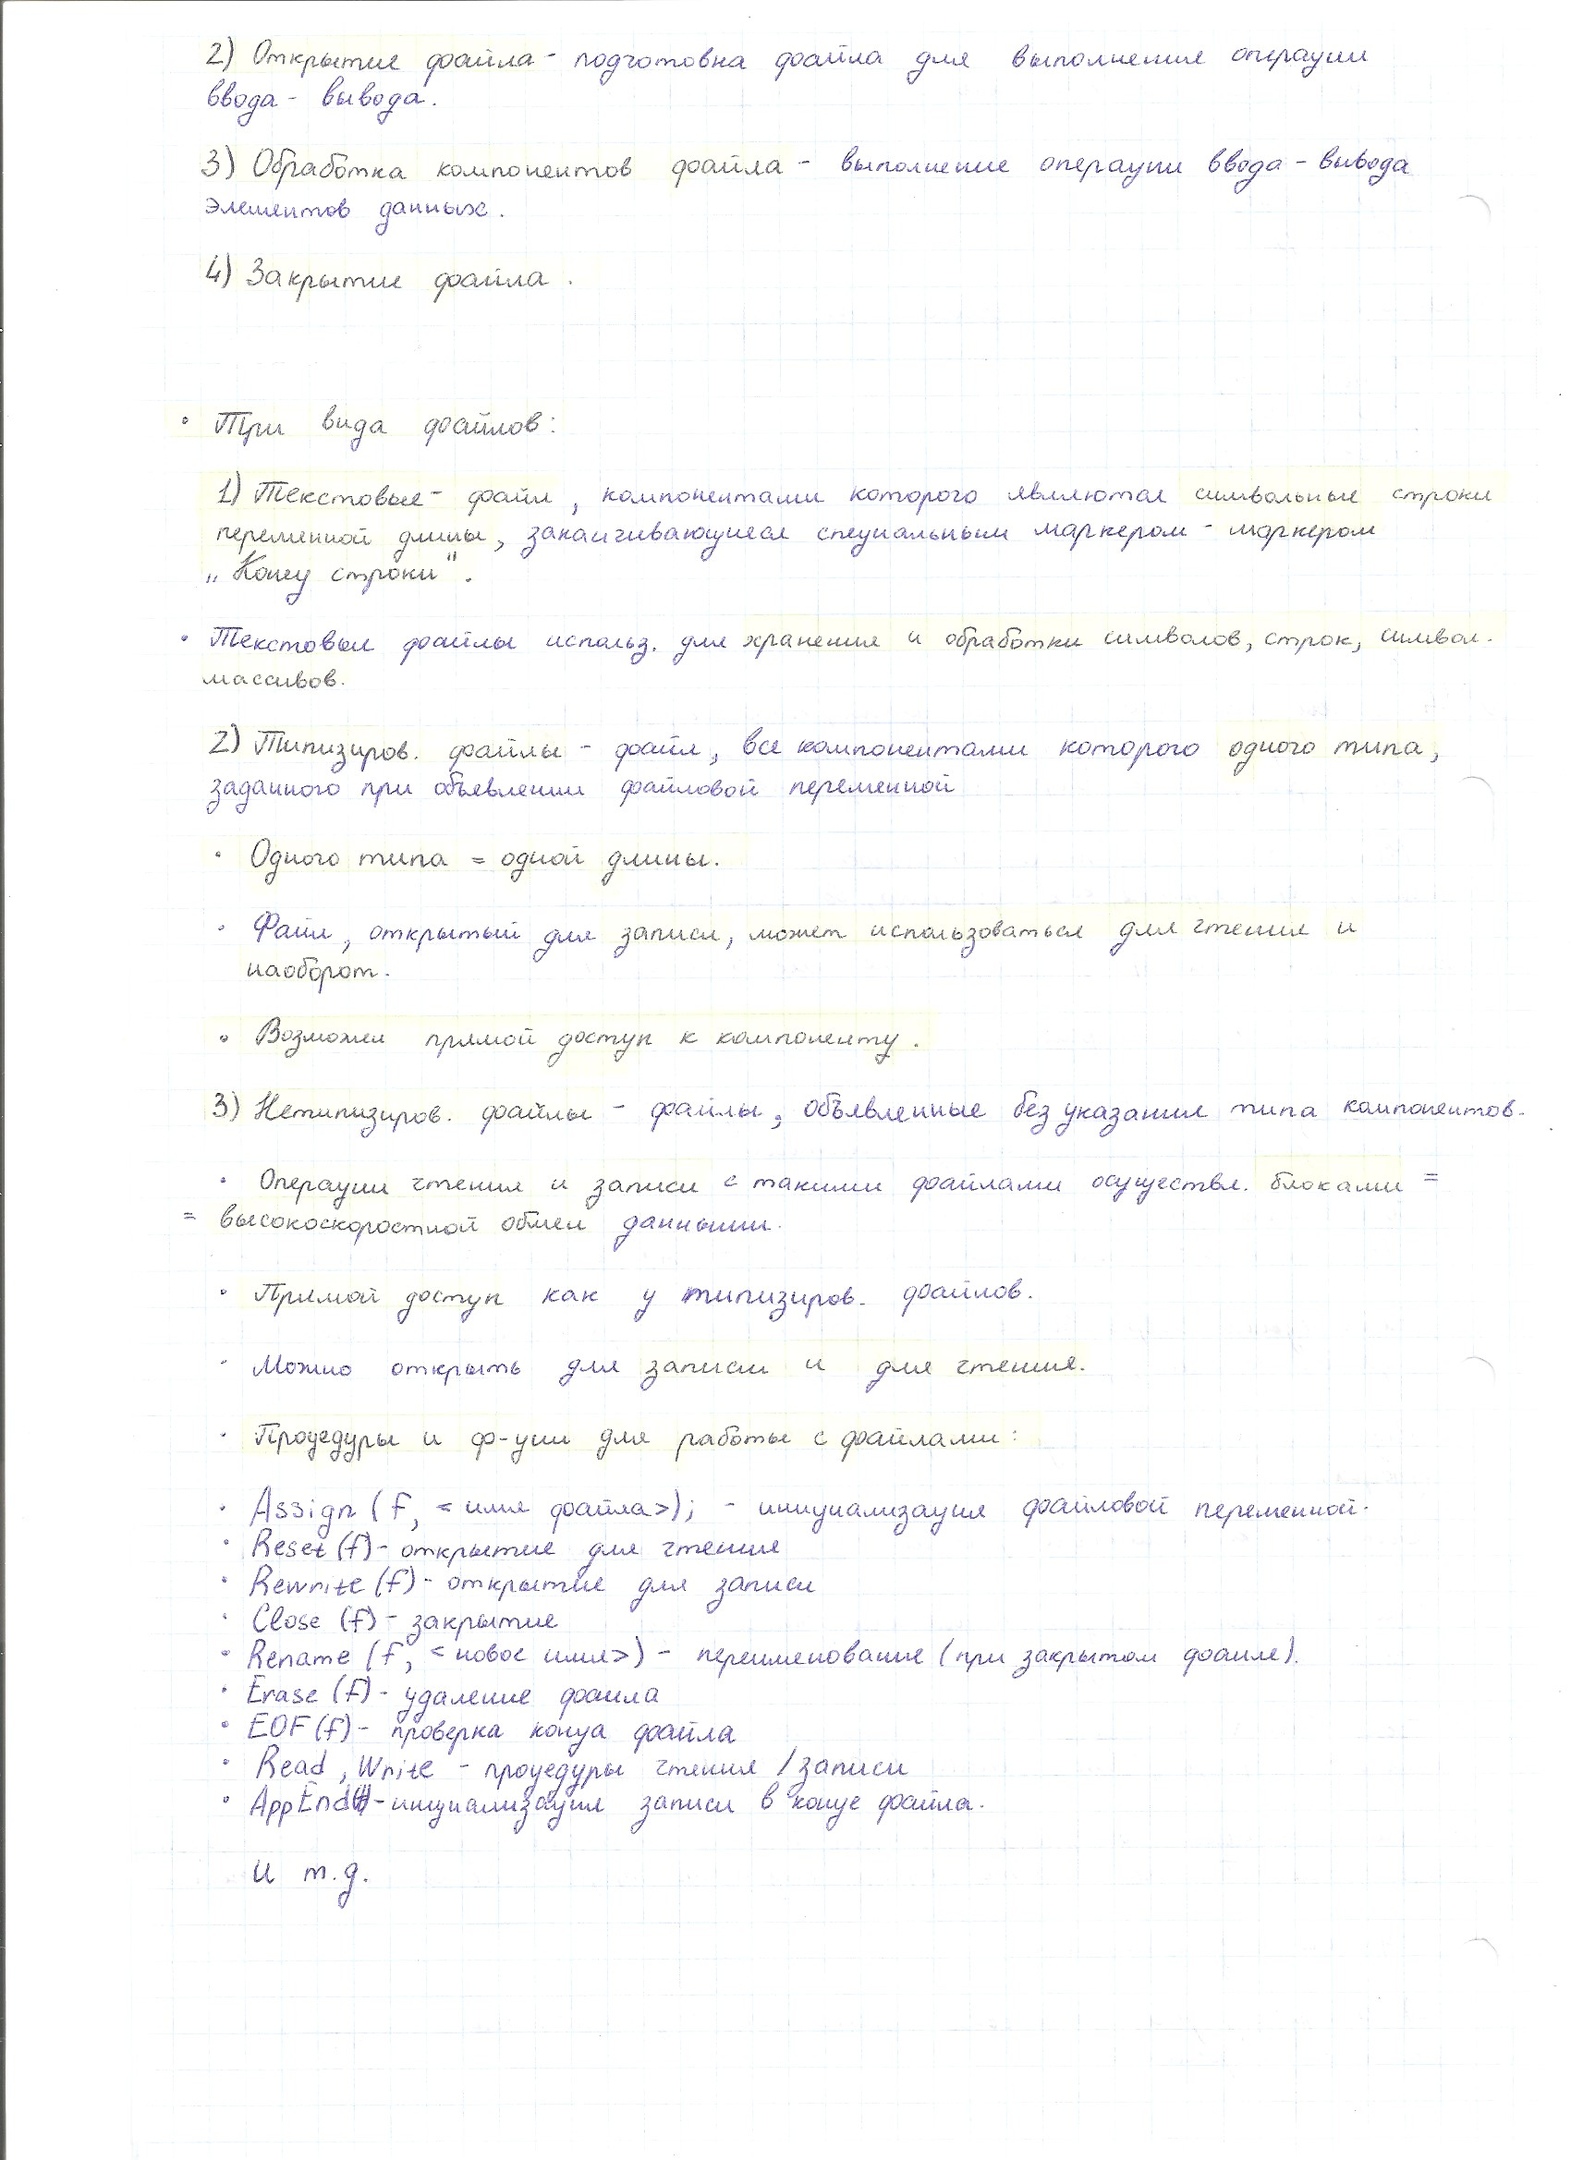 2) Открытие файла - подготовка файла для выполнения операции
ввода - вывода.
3) Обработка компонентов файла - выполнение операции ввода - вывода
элементов данных.
4) Закрытие файла.
• Три вида файлов:
1) Текстовые - файл, компонентами которого являются символьные строки
переменной длины, заканчивающиеся специальным маркером - маркером
„Конец строки".
• Текстовые файлы использ. для хранения и обработки символов, строк, символ.
массивов.
2) Типизиров. файлы - файл, все компонентами которого одного типа,
заданного при объявлении файловой переменной
• Одного типа = одной длины.
• Файл, открытый для записи, может использоваться для чтения и
наоборот.
• Возможен прямой доступ к компоненту.
3) Нетипизиров. файлы - файлы, объявленные без указания типа компонентов.
• Операции чтения и записи с такими файлами осуществл. блоками =
= высокоскоростной обмен данными.
• Прямой доступ как у типизиров. файлов.
• Можно открыть для записи и для чтения.
• Процедуры и ф-ции для работы с файлами:
• Assign (f, <имя файла>); - инициализация файловой переменной.
• Reset (f) - открытие для чтения
• Rewrite (f) - открытие для записи
• Close (f) - закрытие
• Rename (f, <новое имя>) - переименование (при закрытом файле).
• Erase (f) - удаление файла
• EOF (f) - проверка конца файла
• Read, Write - процедуры чтения / записи
• AppEnd(f) - инициализация записи в конце файла.
и т.д.